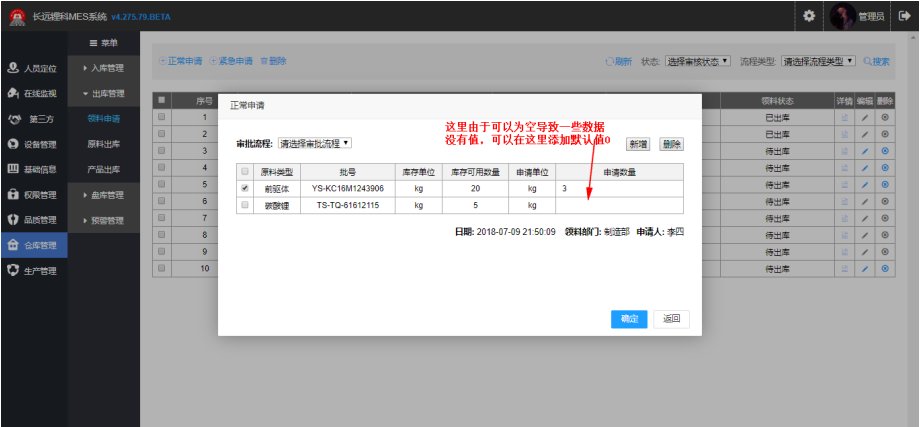 长远锂科MES系统 v4.275.79.BETA
管理员
菜单
人员定位
在线监视
第三方
设备管理
基础信息
权限管理
品质管理
仓库管理
生产管理
入库管理
出库管理
领料申请
原料出库
产品出库
盘库管理
预警管理
正常申请 紧急申请 删除
刷新 状态: 选择审核状态 流程类型: 请选择流程类型 搜索
序号 领料状态 详情 编辑 删除
1 已出库
2 已出库
3 待出库
4 待出库
5 待出库
6 待出库
7 待出库
8 待出库
9 待出库
10 待出库
正常申请
这里由于可以为空导致一些数据
没有值，可以在这里添加默认值0
审批流程: 请选择审批流程 新增 删除
原料类型 批号 库存单位 库存可用数量 申请单位 申请数量
前驱体 YS-KC16M1243906 kg 20 kg 3
碳酸锂 TS-TQ-61612115 kg 5 kg
日期: 2018-07-09 21:50:09 领料部门: 制造部 申请人: 李四
确定 返回